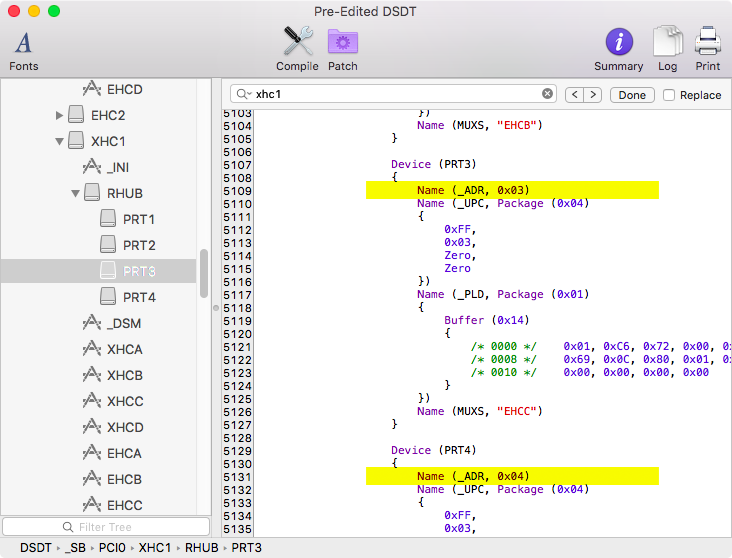 Pre-Edited DSDT
Fonts
Compile
Patch
Summary
Log
Print
EHCD
EHC2
XHC1
_INI
RHUB
PRT1
PRT2
PRT3
PRT4
_DSM
XHCA
XHCB
XHCC
XHCD
EHCA
EHCB
EHCC
Filter Tree
xhc1
< >
Done
Replace
5103 })
5104 Name (MUXS, "EHCB")
5105 }
5106
5107 Device (PRT3)
5108 {
5109 Name (_ADR, 0x03)
5110 Name (_UPC, Package (0x04)
5111 {
5112 0xFF,
5113 0x03,
5114 Zero,
5115 Zero
5116 })
5117 Name (_PLD, Package (0x01)
5118 {
5119 Buffer (0x14)
5120 {
5121 /* 0000 */ 0x01, 0xC6, 0x72, 0x00, 0
5122 /* 0008 */ 0x69, 0x0C, 0x80, 0x01, 0
5123 /* 0010 */ 0x00, 0x00, 0x00, 0x00
5124 }
5125 })
5126 Name (MUXS, "EHCC")
5127 }
5128
5129 Device (PRT4)
5130 {
5131 Name (_ADR, 0x04)
5132 Name (_UPC, Package (0x04)
5133 {
5134 0xFF,
5135 0x03,
DSDT › _SB › PCI0 › XHC1 › RHUB › PRT3